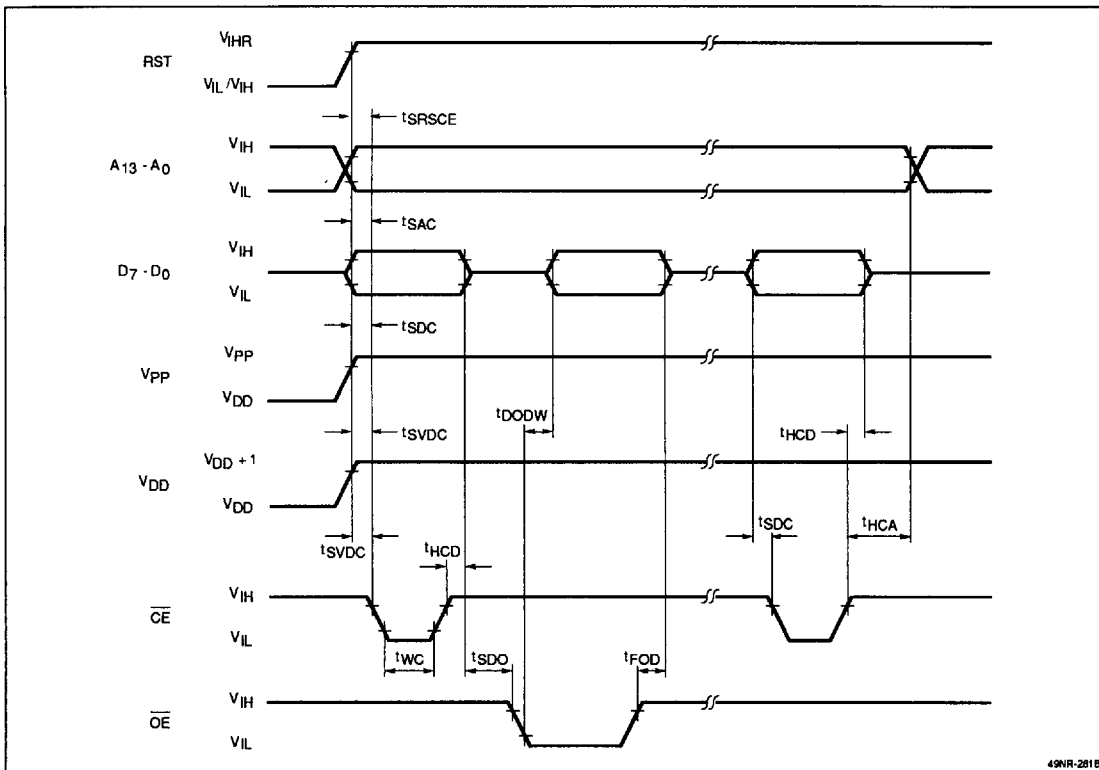 RST
VIHR
VIL/VIH
tSRSCE
A13 - A0
VIH
VIL
tSAC
D7 - D0
VIH
VIL
tSDC
VPP
VPP
VDD
tDODW
tSVDC
tHCD
VDD
VDD + 1
VDD
tSVDC
tHCD
tSDC
tHCA
CE
VIH
VIL
tWC
tSDO
tFOD
OE
VIH
VIL
49NR-281B